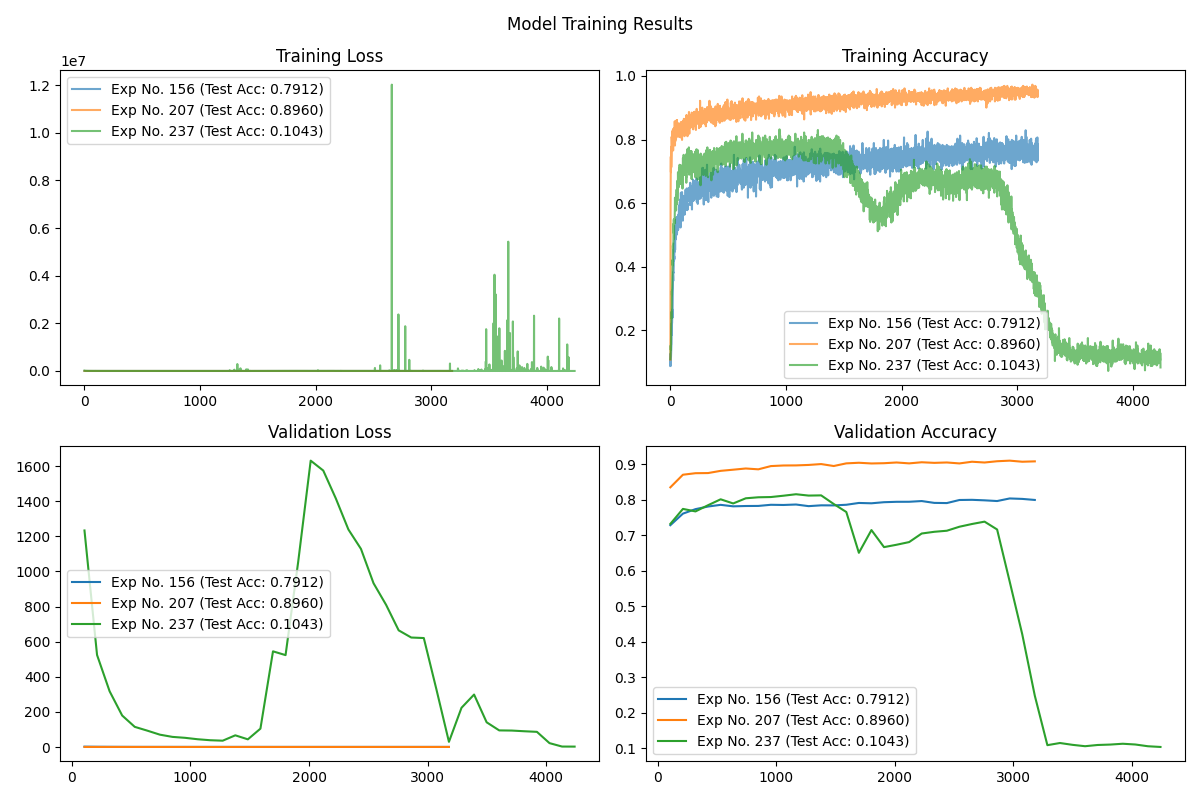 Model Training Results
Training Loss
1e7
1.2
1.0
0.8
0.6
0.4
0.2
0.0
0 1000 2000 3000 4000
Exp No. 156 (Test Acc: 0.7912)
Exp No. 207 (Test Acc: 0.8960)
Exp No. 237 (Test Acc: 0.1043)
Training Accuracy
1.0
0.8
0.6
0.4
0.2
0 1000 2000 3000 4000
Exp No. 156 (Test Acc: 0.7912)
Exp No. 207 (Test Acc: 0.8960)
Exp No. 237 (Test Acc: 0.1043)
Validation Loss
1600
1400
1200
1000
800
600
400
200
0
0 1000 2000 3000 4000
Exp No. 156 (Test Acc: 0.7912)
Exp No. 207 (Test Acc: 0.8960)
Exp No. 237 (Test Acc: 0.1043)
Validation Accuracy
0.9
0.8
0.7
0.6
0.5
0.4
0.3
0.2
0.1
0 1000 2000 3000 4000
Exp No. 156 (Test Acc: 0.7912)
Exp No. 207 (Test Acc: 0.8960)
Exp No. 237 (Test Acc: 0.1043)